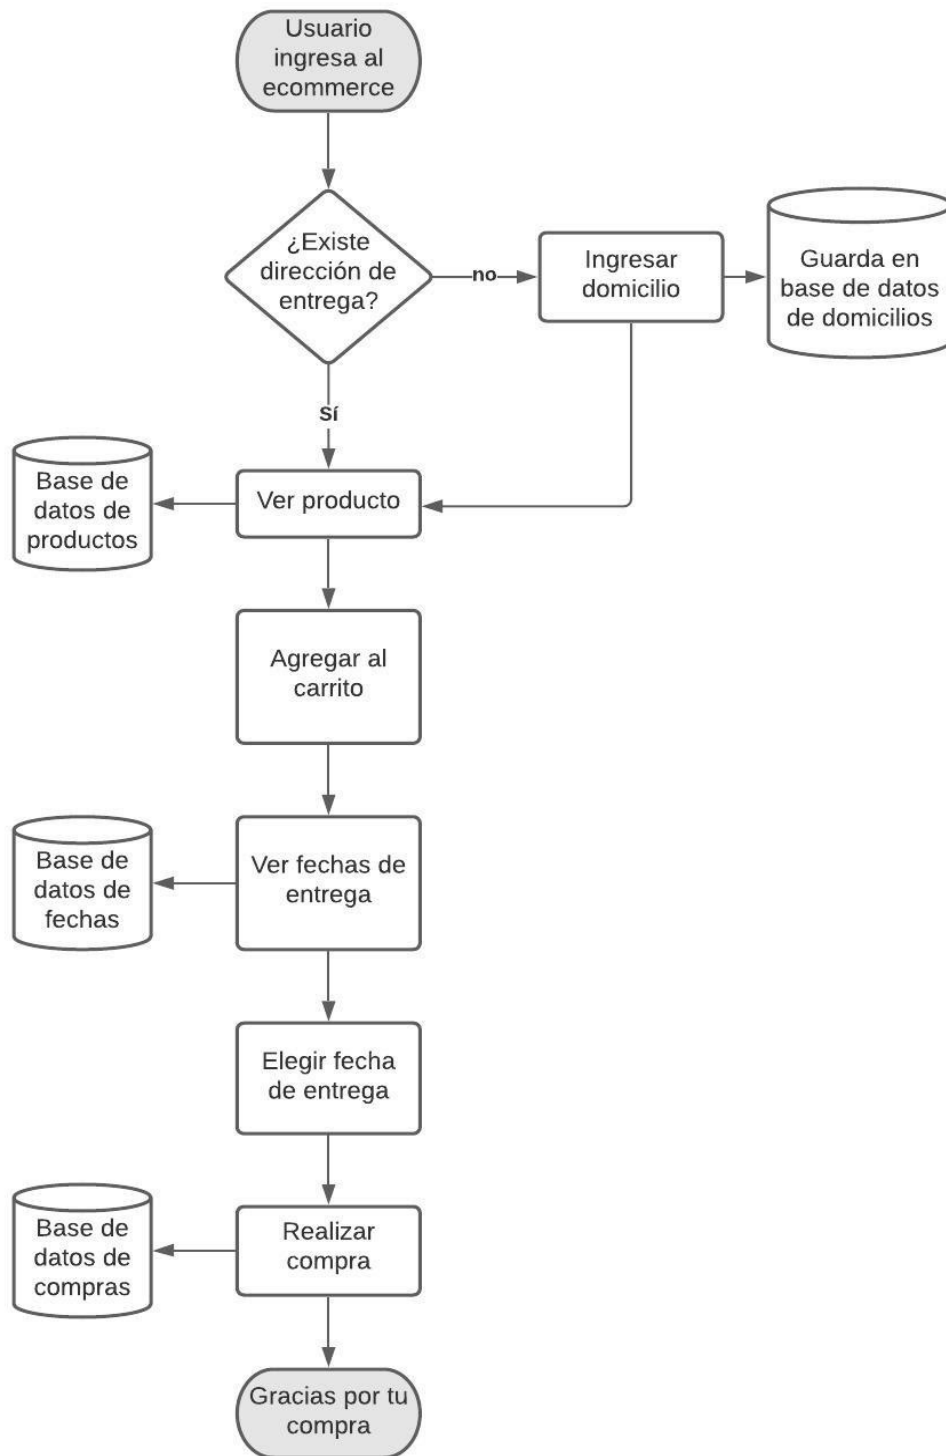 Usuario
ingresa al
ecommerce
¿Existe
dirección de
entrega?
no
Ingresar
domicilio
Guarda en
base de datos
de domicilios
Sí
Base de
datos de
productos
Ver producto
Agregar al
carrito
Base de
datos de
fechas
Ver fechas de
entrega
Elegir fecha
de entrega
Base de
datos de
compras
Realizar
compra
Gracias por tu
compra